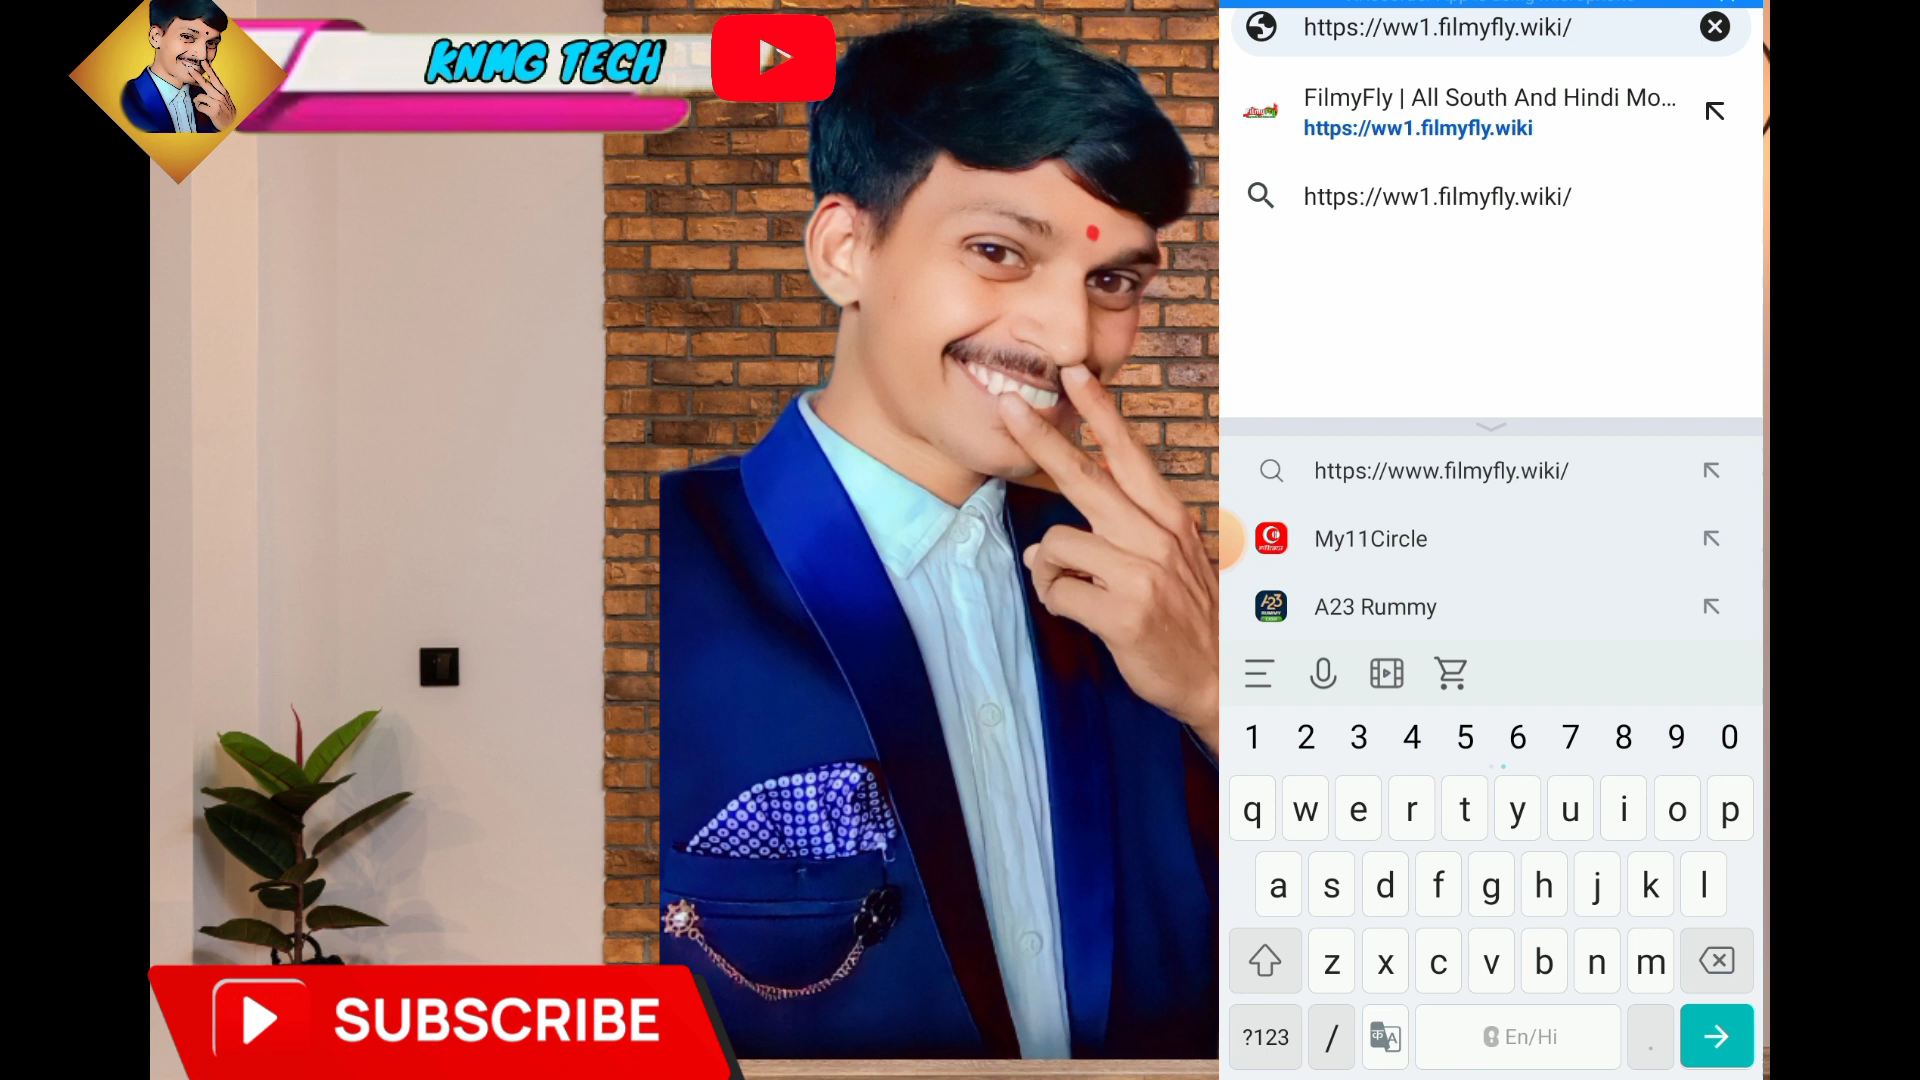 KNMG TECH
SUBSCRIBE
https://ww1.filmyfly.wiki/
FilmyFly | All South And Hindi Mo...
https://ww1.filmyfly.wiki
https://ww1.filmyfly.wiki/
https://www.filmyfly.wiki/
My11Circle
A23 Rummy
1 2 3 4 5 6 7 8 9 0
q w e r t y u i o p
a s d f g h j k l
z x c v b n m
?123 / En/Hi .